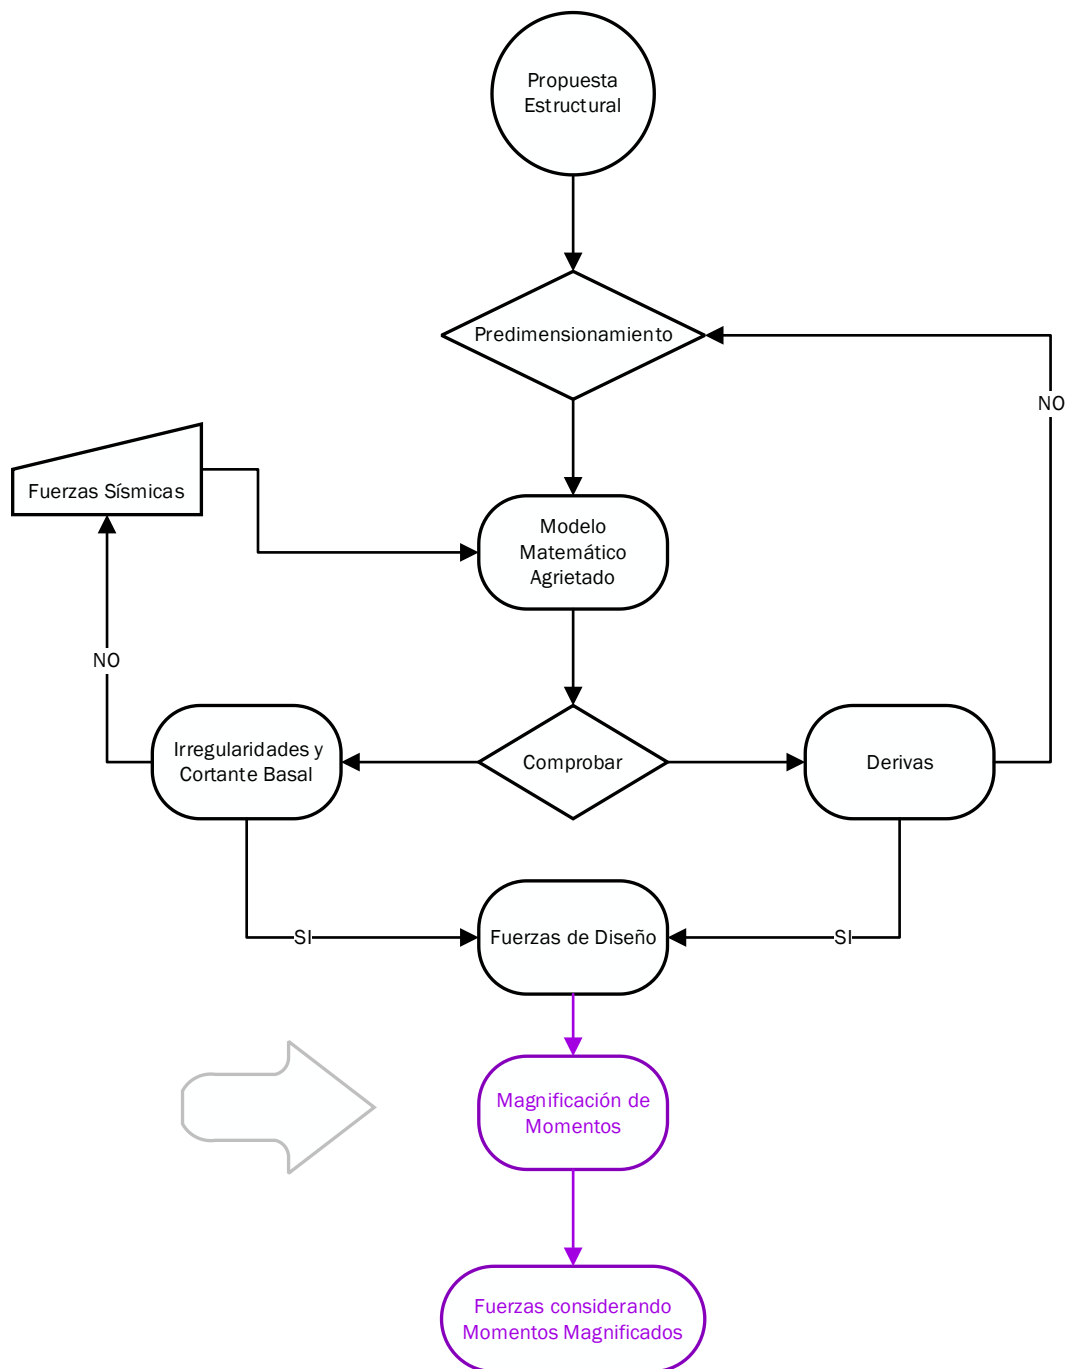 Propuesta
Estructural
Predimensionamiento
NO
Fuerzas Sísmicas
Modelo
Matemático
Agrietado
NO
Irregularidades y
Cortante Basal
Comprobar
Derivas
SI
Fuerzas de Diseño
SI
Magnificación de
Momentos
Fuerzas considerando
Momentos Magnificados